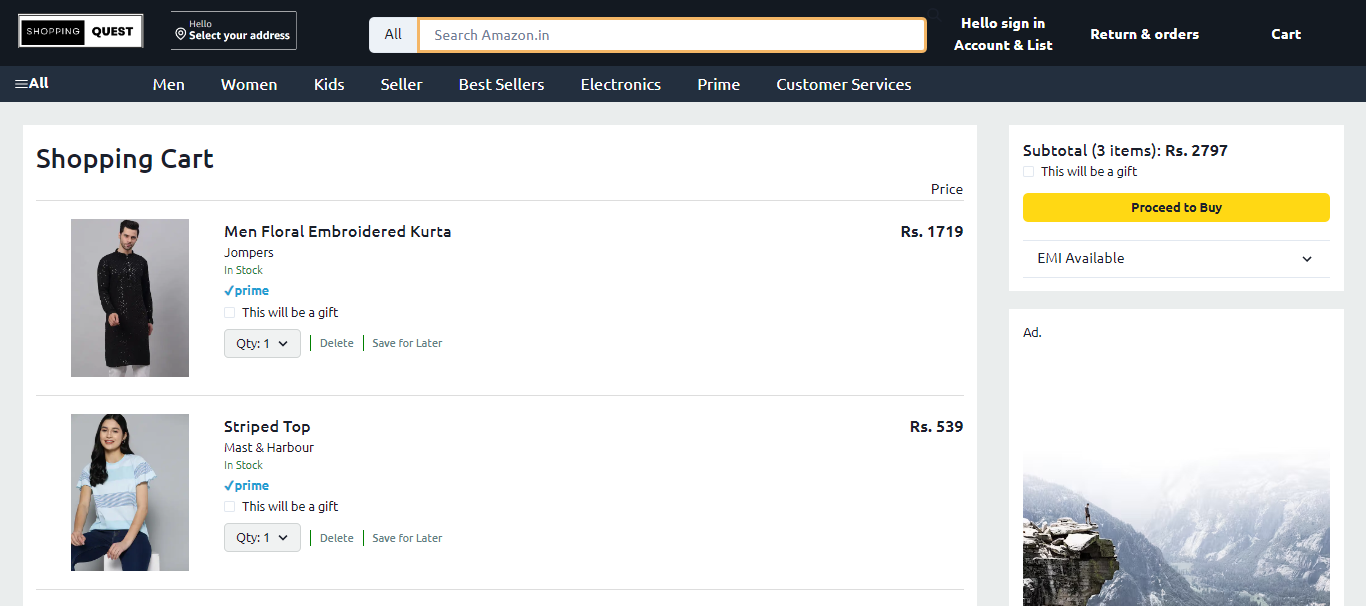 SHOPPING QUEST
Hello
Select your address
All
Search Amazon.in
Hello sign in
Account & List
Return & orders
Cart
All
Men
Women
Kids
Seller
Best Sellers
Electronics
Prime
Customer Services
Shopping Cart
Price
Men Floral Embroidered Kurta
Rs. 1719
Jompers
In Stock
prime
This will be a gift
Qty: 1
Delete
Save for Later
Striped Top
Rs. 539
Mast & Harbour
In Stock
prime
This will be a gift
Qty: 1
Delete
Save for Later
Subtotal (3 items): Rs. 2797
This will be a gift
Proceed to Buy
EMI Available
Ad.